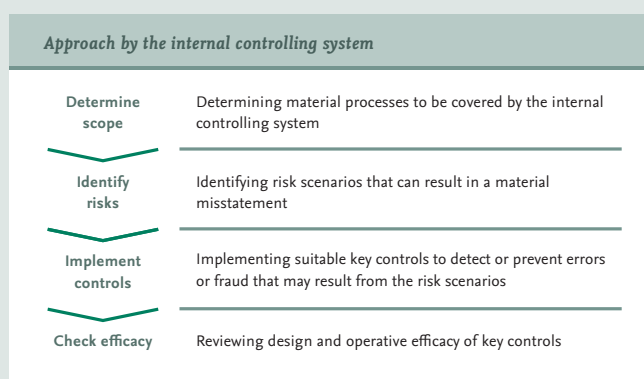 Approach by the internal controlling system
Determine
scope
Determining material processes to be covered by the internal
controlling system
Identify
risks
Identifying risk scenarios that can result in a material
misstatement
Implement
controls
Implementing suitable key controls to detect or prevent errors
or fraud that may result from the risk scenarios
Check efficacy
Reviewing design and operative efficacy of key controls